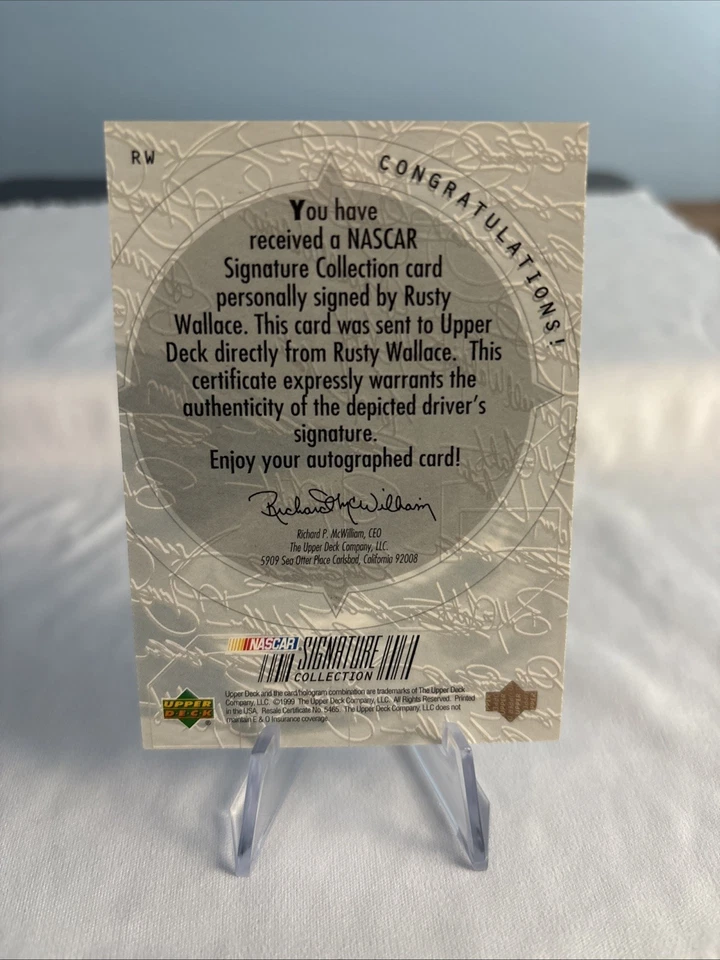 RW
CONGRATULATIONS!
You have
received a NASCAR
Signature Collection card
personally signed by Rusty
Wallace. This card was sent to Upper
Deck directly from Rusty Wallace. This
certificate expressly warrants the
authenticity of the depicted driver's
signature.
Enjoy your autographed card!
Richard McWilliam
Richard P. McWilliam, CEO
The Upper Deck Company, LLC.
5909 Sea Otter Place Carlsbad, California 92008
NASCAR
SIGNATURE
COLLECTION
Upper Deck and the card/hologram combination are trademarks of The Upper Deck
Company, LLC. ©1999 The Upper Deck Company, LLC. All Rights Reserved. Printed
in the USA. Resale Certificate No. 5465. The Upper Deck Company, LLC does not
maintain E & O Insurance coverage.
UPPER
DECK
®